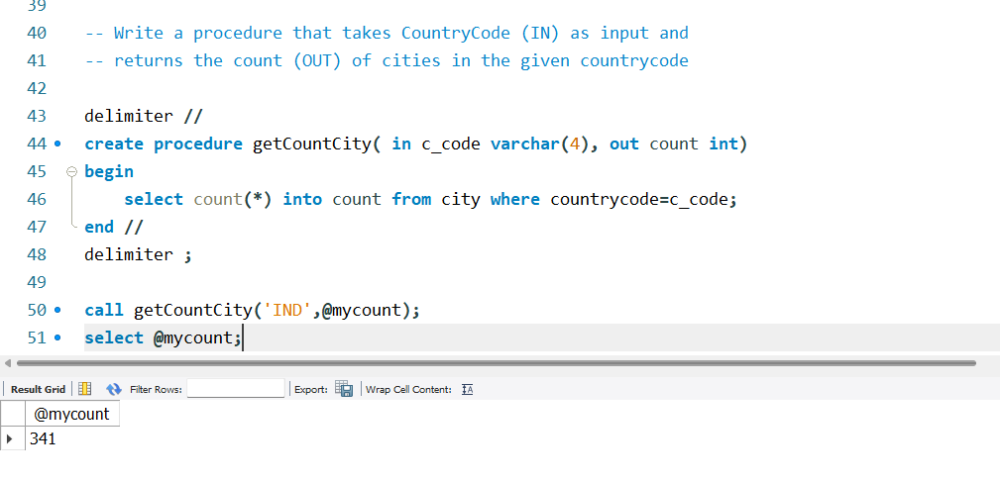 39
40 -- Write a procedure that takes CountryCode (IN) as input and
41 -- returns the count (OUT) of cities in the given countrycode
42
43 delimiter //
44 create procedure getCountCity( in c_code varchar(4), out count int)
45 begin
46 select count(*) into count from city where countrycode=c_code;
47 end //
48 delimiter ;
49
50 call getCountCity('IND',@mycount);
51 select @mycount;
Result Grid Filter Rows: Export: Wrap Cell Content: IA
@mycount
341